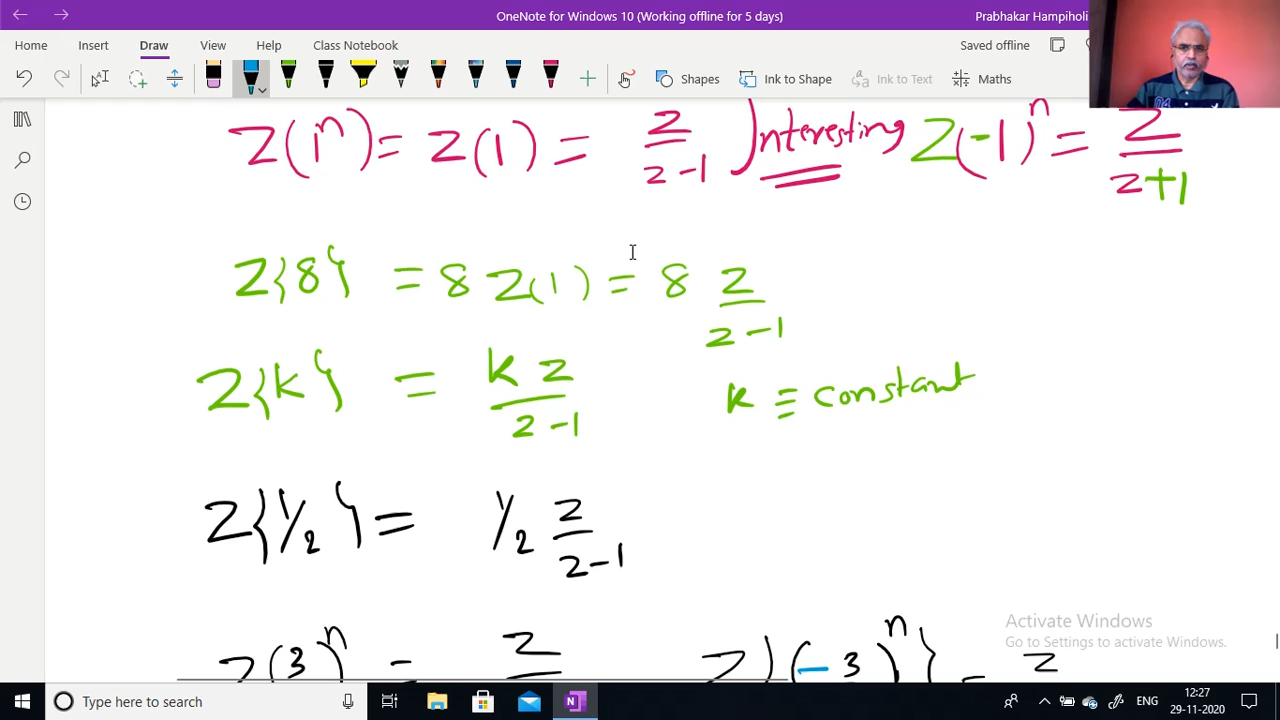 OneNote for Windows 10 (Working offline for 5 days)
Prabhakar Hampiholi
Home Insert Draw View Help Class Notebook
Saved offline
Shapes Ink to Shape Ink to Text Maths
Z(1^n) = Z(1) = z/(z-1) } Interesting Z(-1)^n = z/(z+1)
Z{8} = 8 Z(1) = 8 z/(z-1)
Z{k} = kz/(z-1) k ≡ constant
Z{1/2} = 1/2 z/(z-1)
Z(3)^n = z
Z{(-3)^n} = z
Activate Windows
Go to Settings to activate Windows.
Type here to search
ENG
12:27
29-11-2020